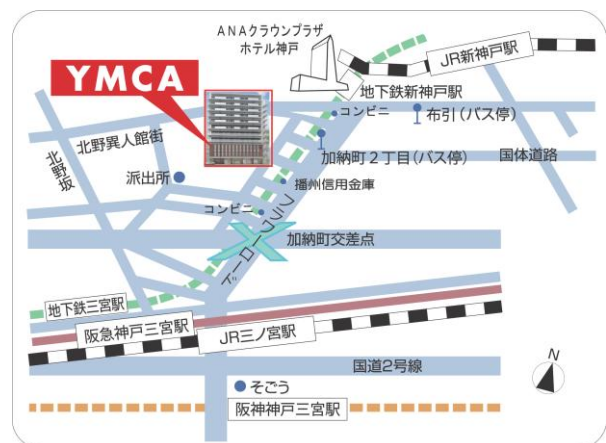 ANAクラウンプラザ
ホテル神戸
JR新神戸駅
YMCA
地下鉄新神戸駅
コンビニ
布引(バス停)
北野異人館街
加納町2丁目(バス停)
国体道路
北野坂
派出所
播州信用金庫
コンビニ
フラワーロード
加納町交差点
地下鉄三宮駅
阪急神戸三宮駅
JR三ノ宮駅
国道2号線
N
そごう
阪神神戸三宮駅